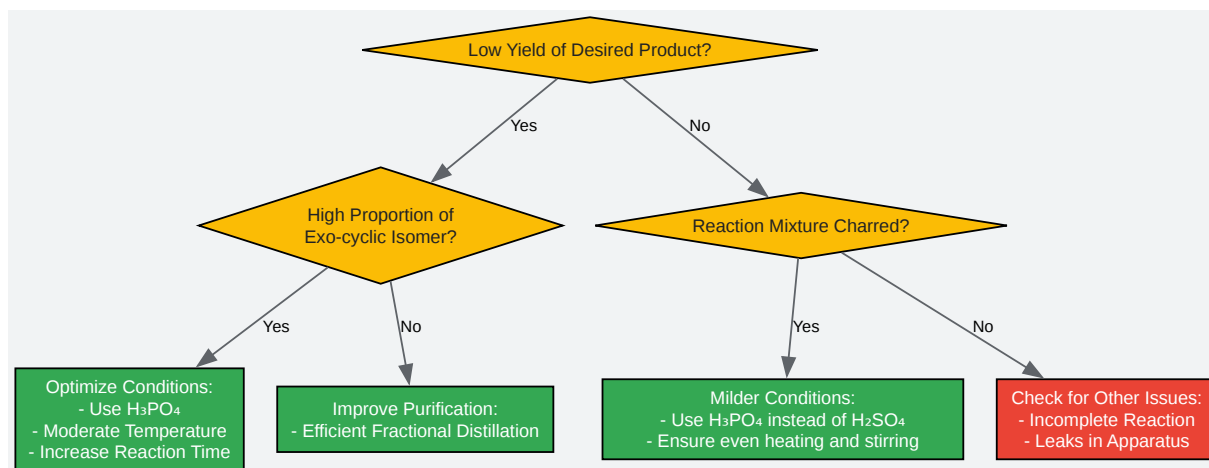 Low Yield of Desired Product?
Yes
No
High Proportion of
Exo-cyclic Isomer?
Reaction Mixture Charred?
Yes
No
Yes
No
Optimize Conditions:
- Use H₃PO₄
- Moderate Temperature
- Increase Reaction Time
Improve Purification:
- Efficient Fractional Distillation
Milder Conditions:
- Use H₃PO₄ instead of H₂SO₄
- Ensure even heating and stirring
Check for Other Issues:
- Incomplete Reaction
- Leaks in Apparatus